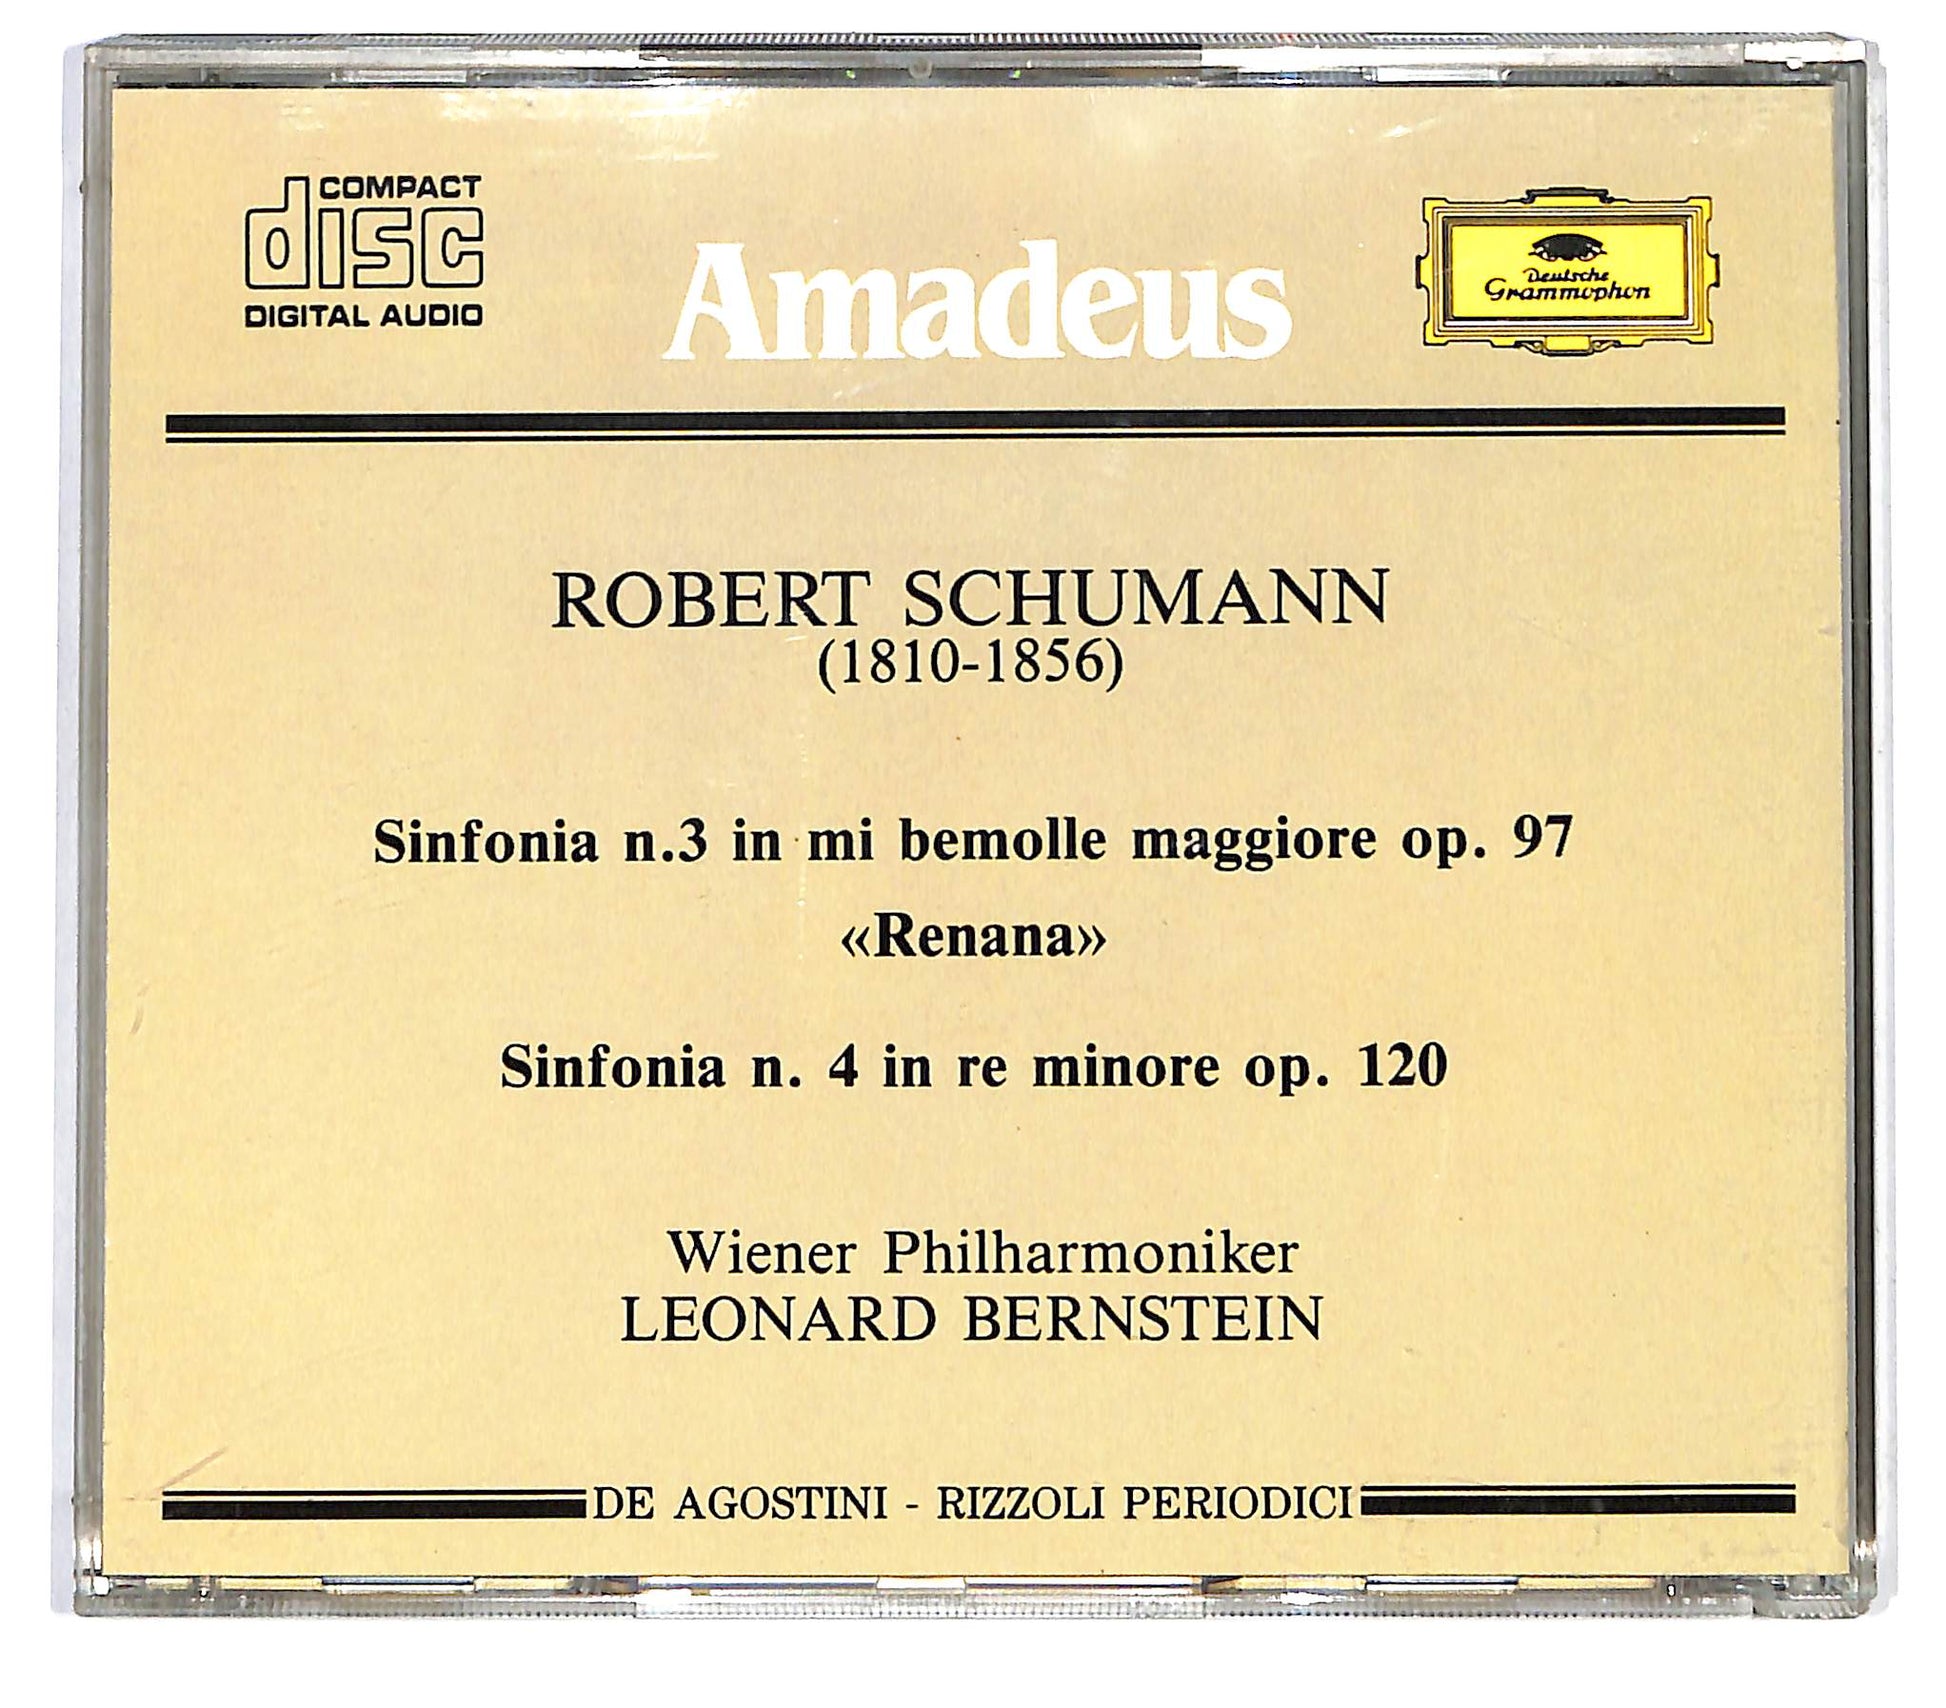 COMPACT
disc
DIGITAL AUDIO
Amadeus
Deutsche
Grammophon
ROBERT SCHUMANN
(1810-1856)
Sinfonia n.3 in mi bemolle maggiore op. 97
«Renana»
Sinfonia n. 4 in re minore op. 120
Wiener Philharmoniker
LEONARD BERNSTEIN
DE AGOSTINI - RIZZOLI PERIODICI